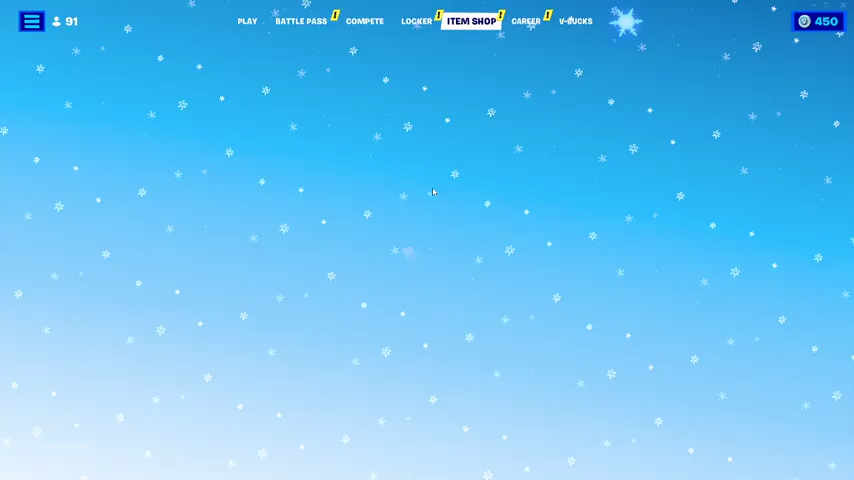 91 PLAY BATTLE PASS ! COMPETE LOCKER ! ITEM SHOP ! CAREER ! V-BUCKS 450